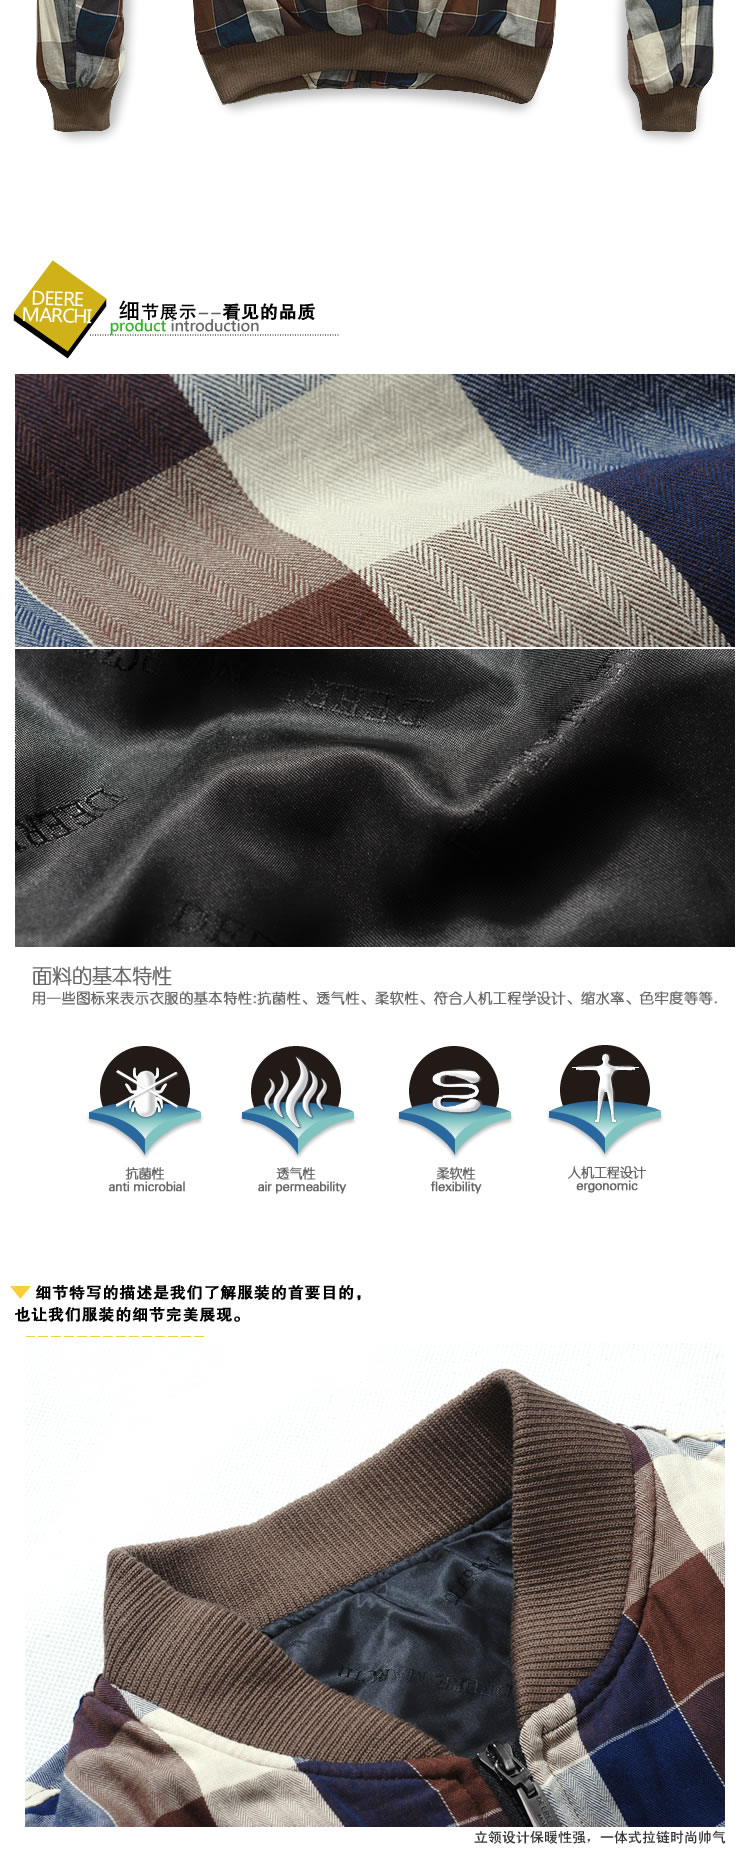 DEERE
MARCHI
细节展示--看见的品质
product introduction
DEER
DEER
面料的基本特性
用一些图标来表示衣服的基本特性:抗菌性、透气性、柔软性、符合人机工程学设计、缩水率、色牢度等等.
抗菌性
anti microbial
透气性
air permeability
柔软性
flexibility
人机工程设计
ergonomic
细节特写的描述是我们了解服装的首要目的，
也让我们服装的细节完美展现。
立领设计保暖性强，一体式拉链时尚帅气